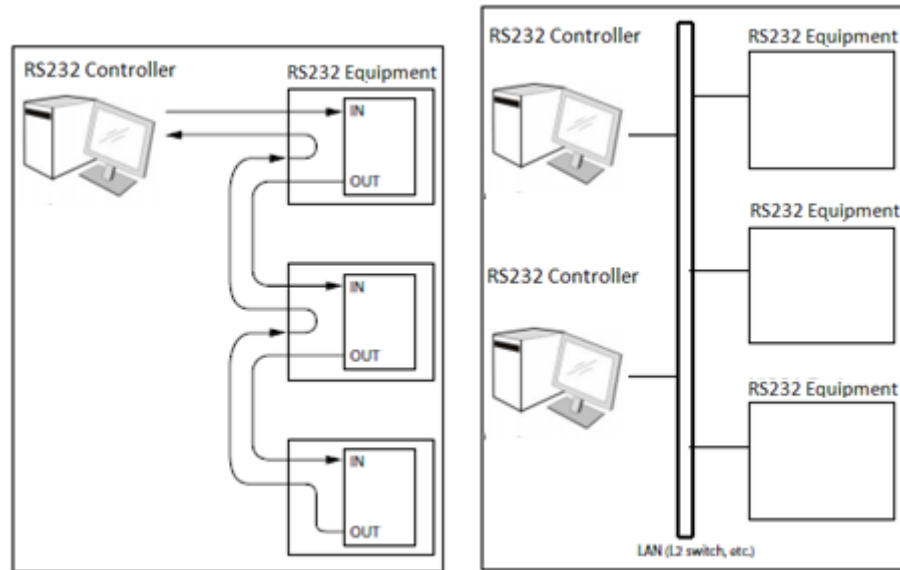 RS232 Controller
RS232 Equipment
IN
OUT
IN
OUT
IN
OUT
RS232 Controller
RS232 Equipment
RS232 Equipment
RS232 Controller
RS232 Equipment
LAN (L2 switch, etc.)